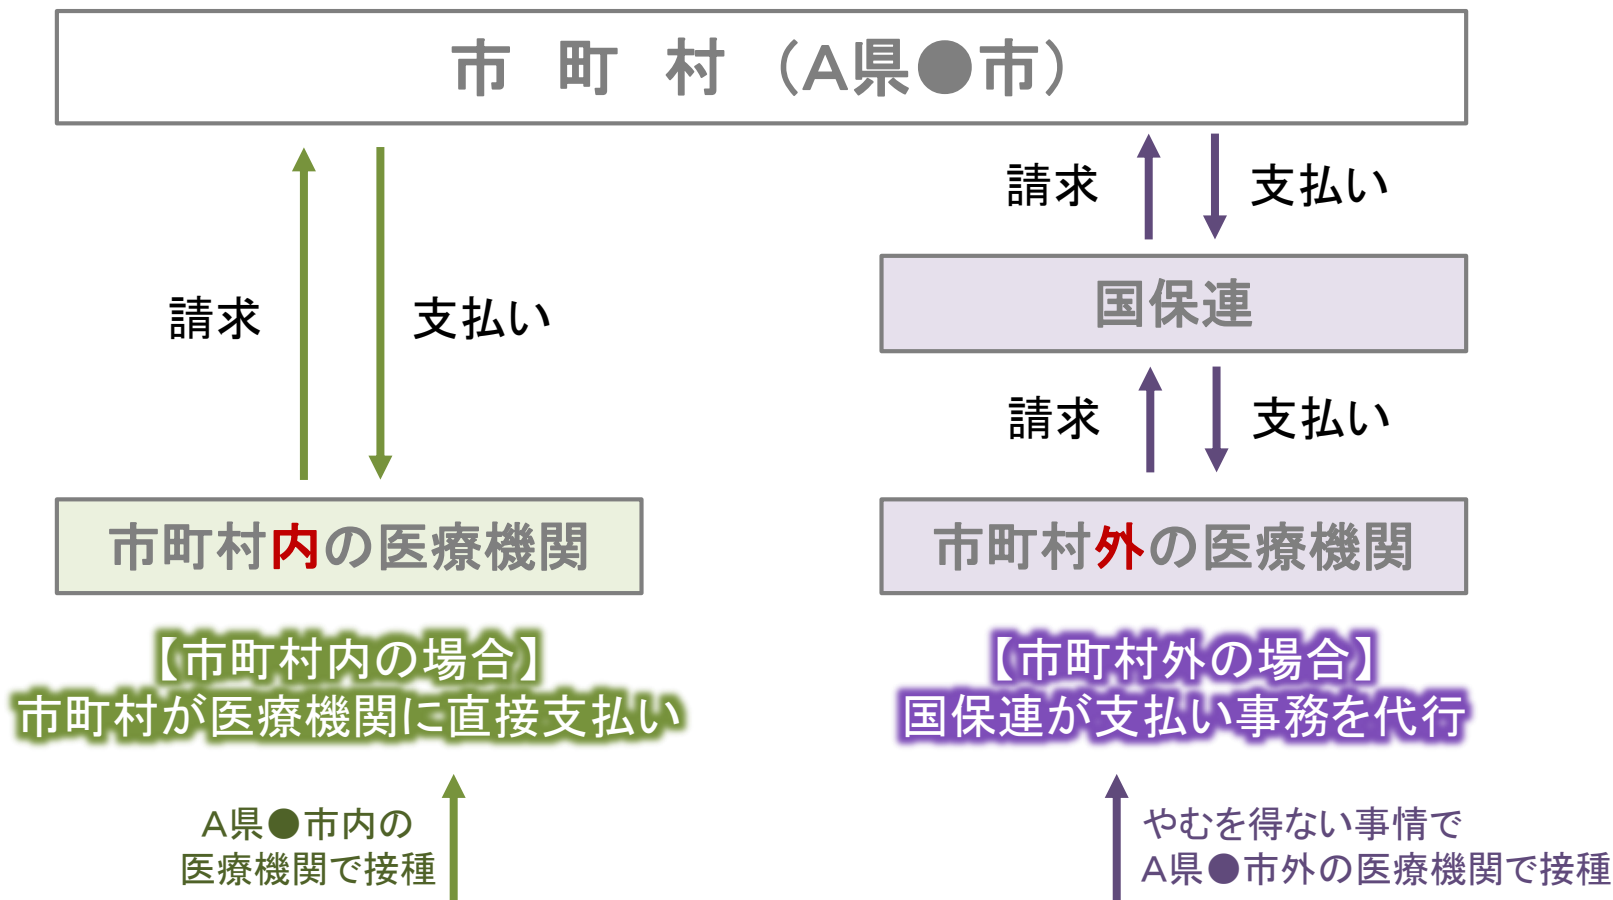 市 町 村 （A県●市）
請求
支払い
国保連
請求
支払い
請求
支払い
市町村内の医療機関
市町村外の医療機関
【市町村内の場合】
市町村が医療機関に直接支払い
【市町村外の場合】
国保連が支払い事務を代行
A県●市内の
医療機関で接種
やむを得ない事情で
A県●市外の医療機関で接種